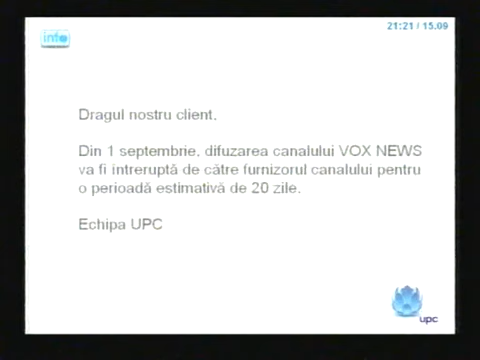 21:21 / 15.09
info
Dragul nostru client,
Din 1 septembrie, difuzarea canalului VOX NEWS
va fi întreruptă de către furnizorul canalului pentru
o perioadă estimativă de 20 zile.
Echipa UPC
upc